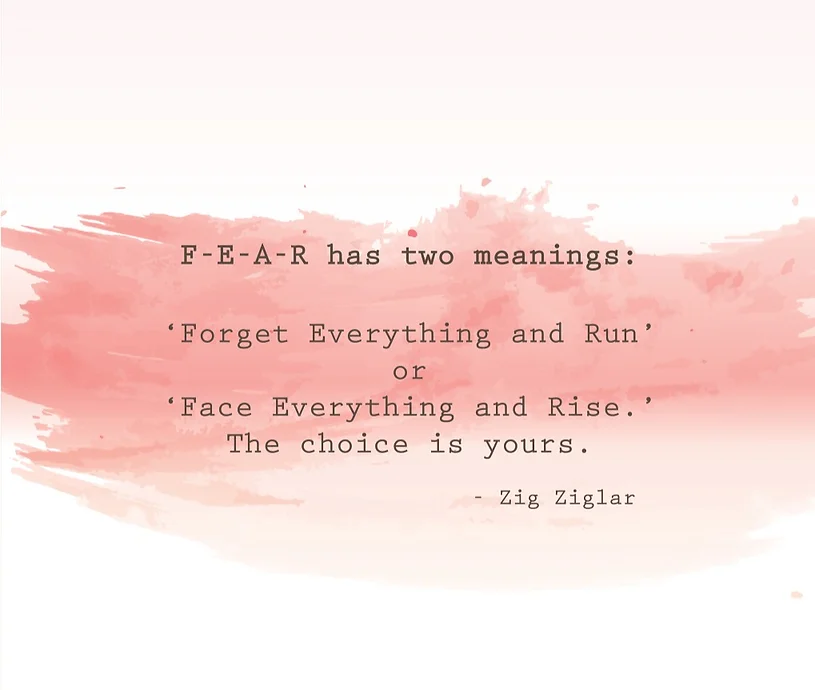 F-E-A-R has two meanings:
‘Forget Everything and Run’
or
‘Face Everything and Rise.’
The choice is yours.
- Zig Ziglar